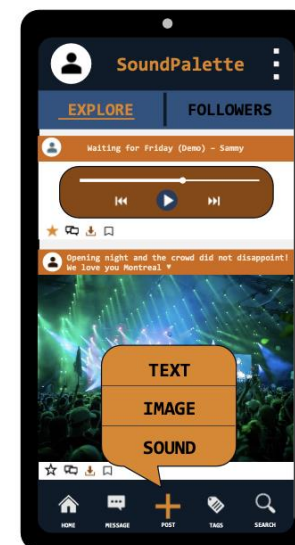 SoundPalette
EXPLORE FOLLOWERS
Waiting for Friday (Demo) - Sammy
Opening night and the crowd did not disappoint!
We love you Montreal ♥
TEXT
IMAGE
SOUND
HOME MESSAGE POST TAGS SEARCH